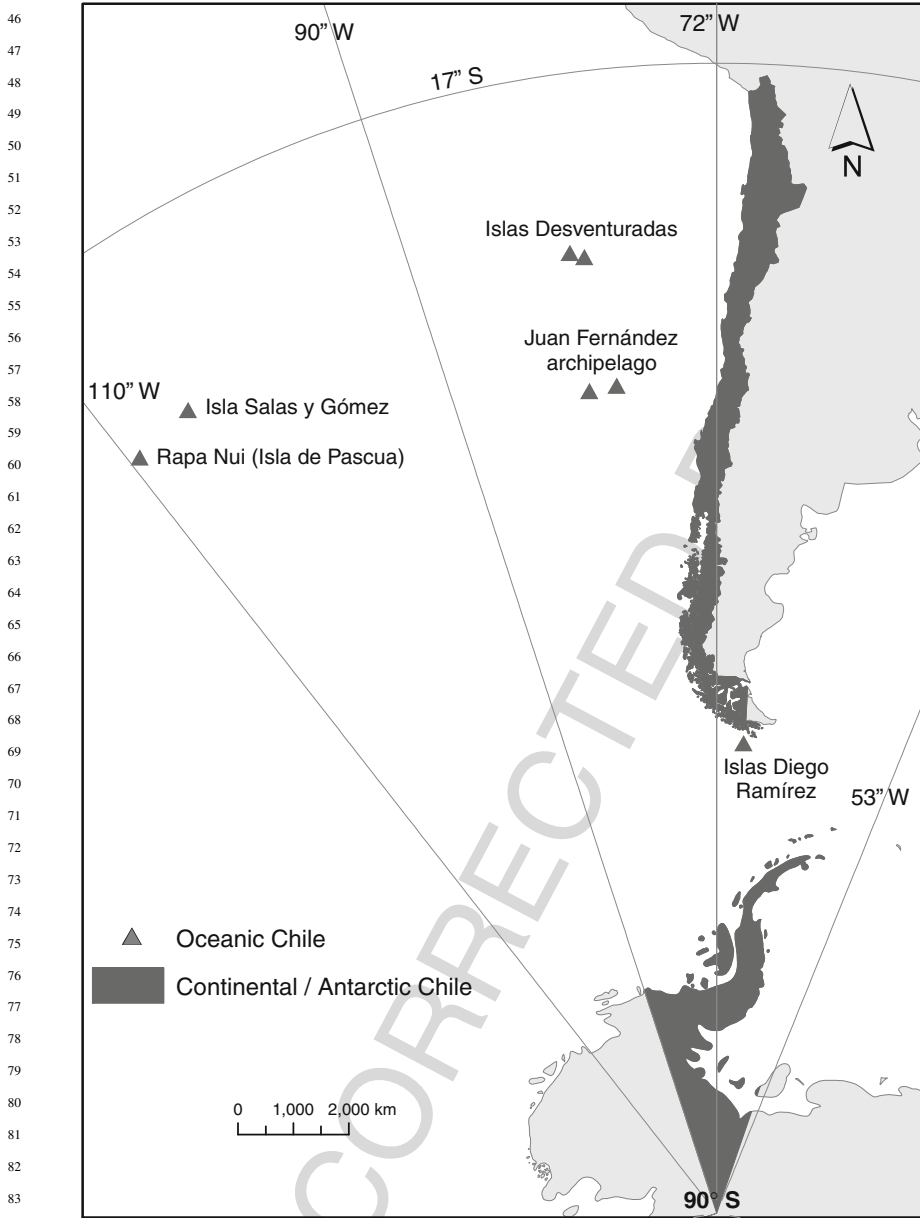 46
47
48
49
50
51
52
53
54
55
56
57
58
59
60
61
62
63
64
65
66
67
68
69
70
71
72
73
74
75
76
77
78
79
80
81
82
83
90” W
72” W
17” S
N
Islas Desventuradas
Juan Fernández
archipelago
110” W
Isla Salas y Gómez
Rapa Nui (Isla de Pascua)
Islas Diego
Ramírez
53” W
Oceanic Chile
Continental / Antarctic Chile
0 1,000 2,000 km
90° S
CORRECTED